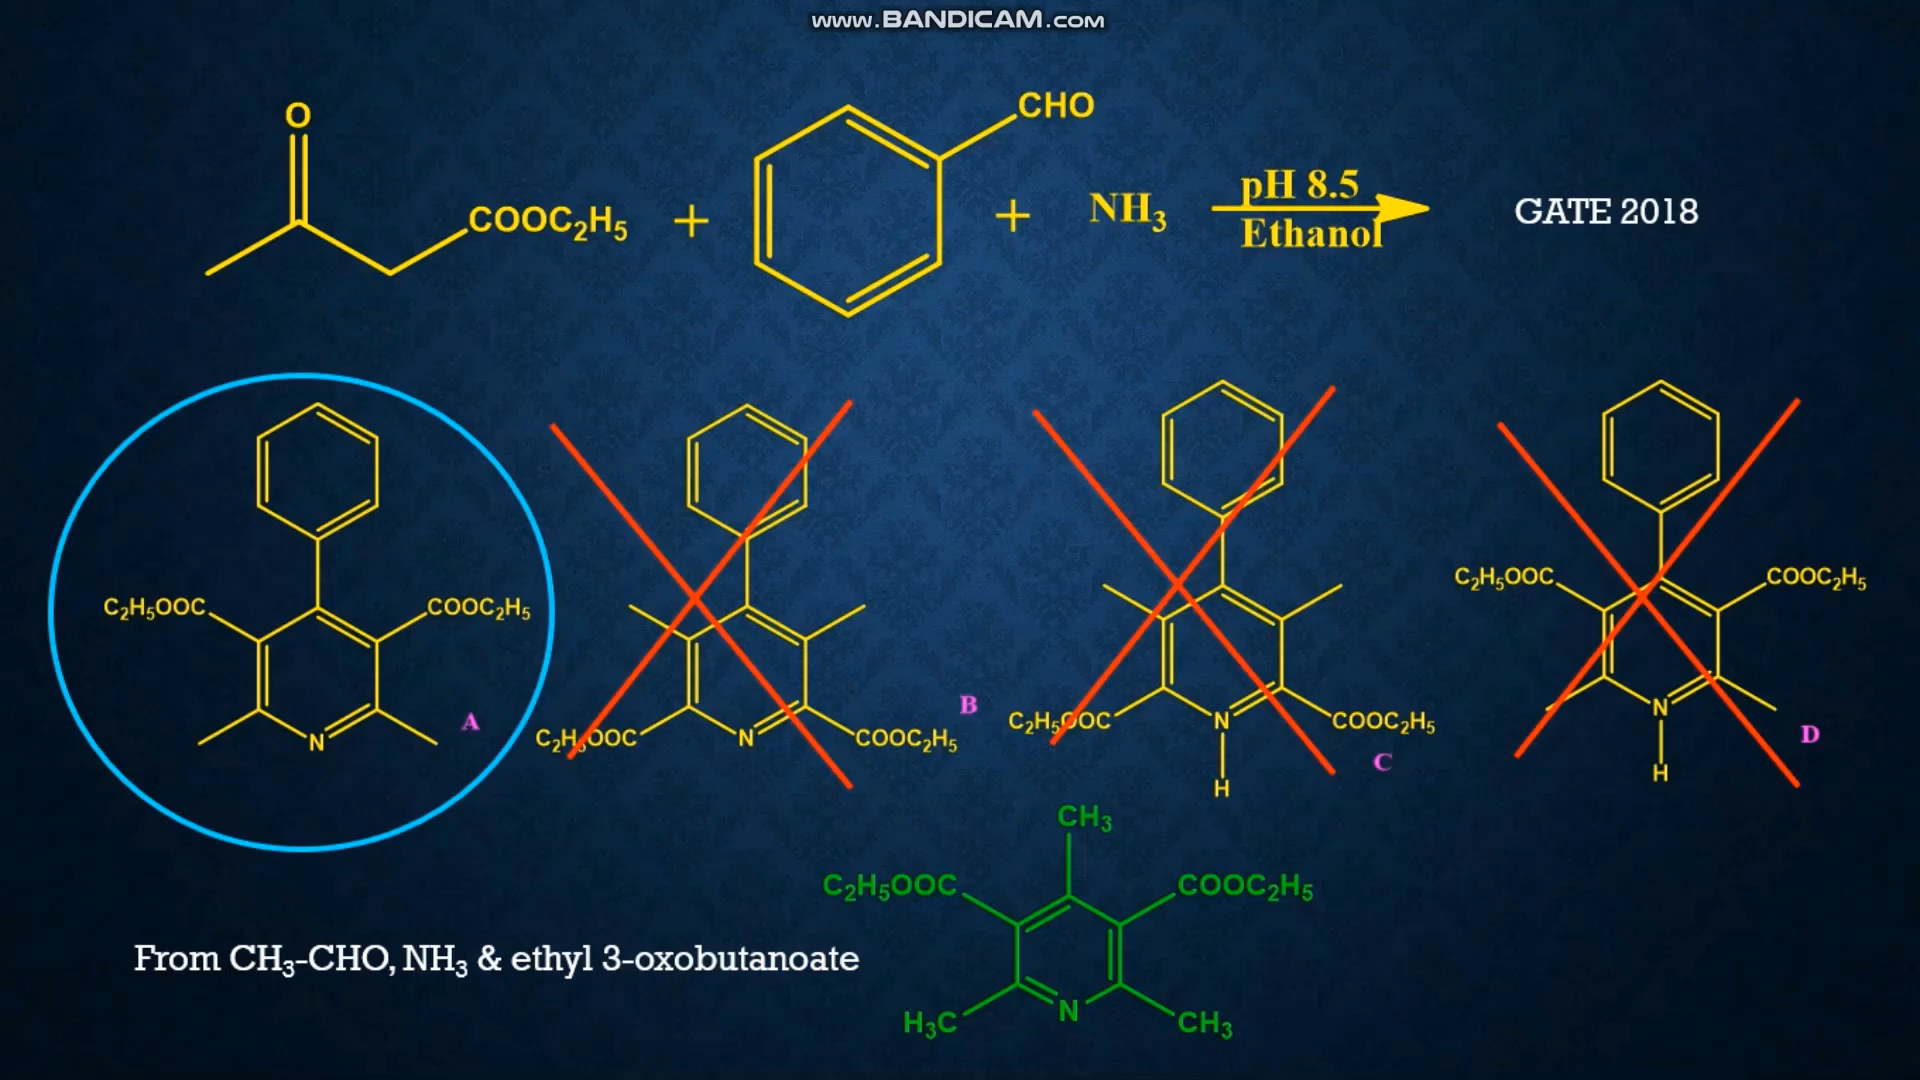 www.BANDICAM.com
O
COOC2H5
+
CHO
+
NH3
pH 8.5
Ethanol
GATE 2018
C2H5OOC
COOC2H5
N
A
C2H5OOC
N
COOC2H5
B
C2H5OOC
N
H
COOC2H5
C
C2H5OOC
COOC2H5
N
H
D
CH3
C2H5OOC
COOC2H5
From CH3-CHO, NH3 & ethyl 3-oxobutanoate
H3C
N
CH3